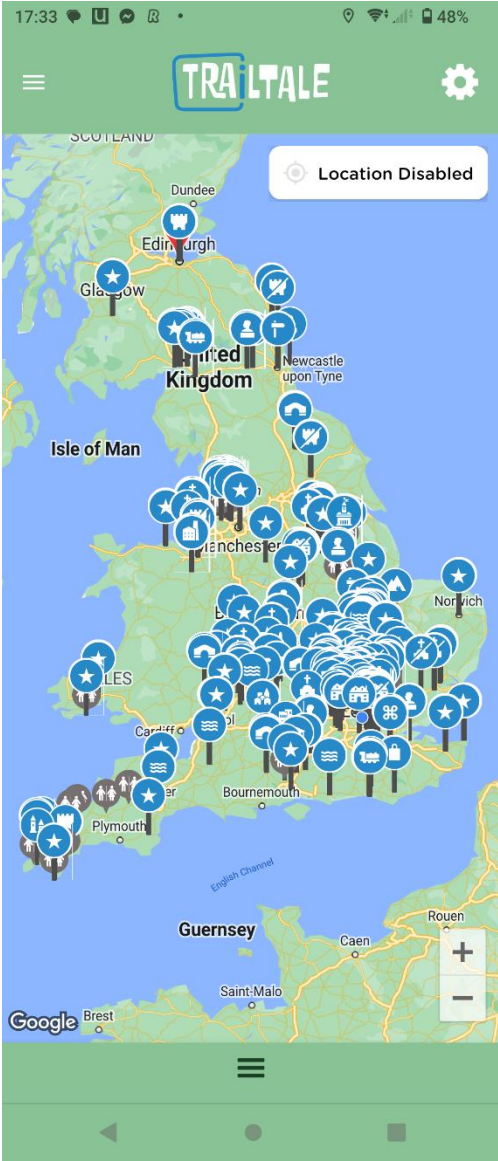 17:33
48%
TRAiLTALE
SCOTLAND
Location Disabled
Dundee
Edinburgh
Glasgow
United
Kingdom
Newcastle
upon Tyne
Isle of Man
Manchester
Norwich
Cardiff
Bournemouth
Plymouth
English Channel
Guernsey
Rouen
Caen
Saint-Malo
Google
Brest